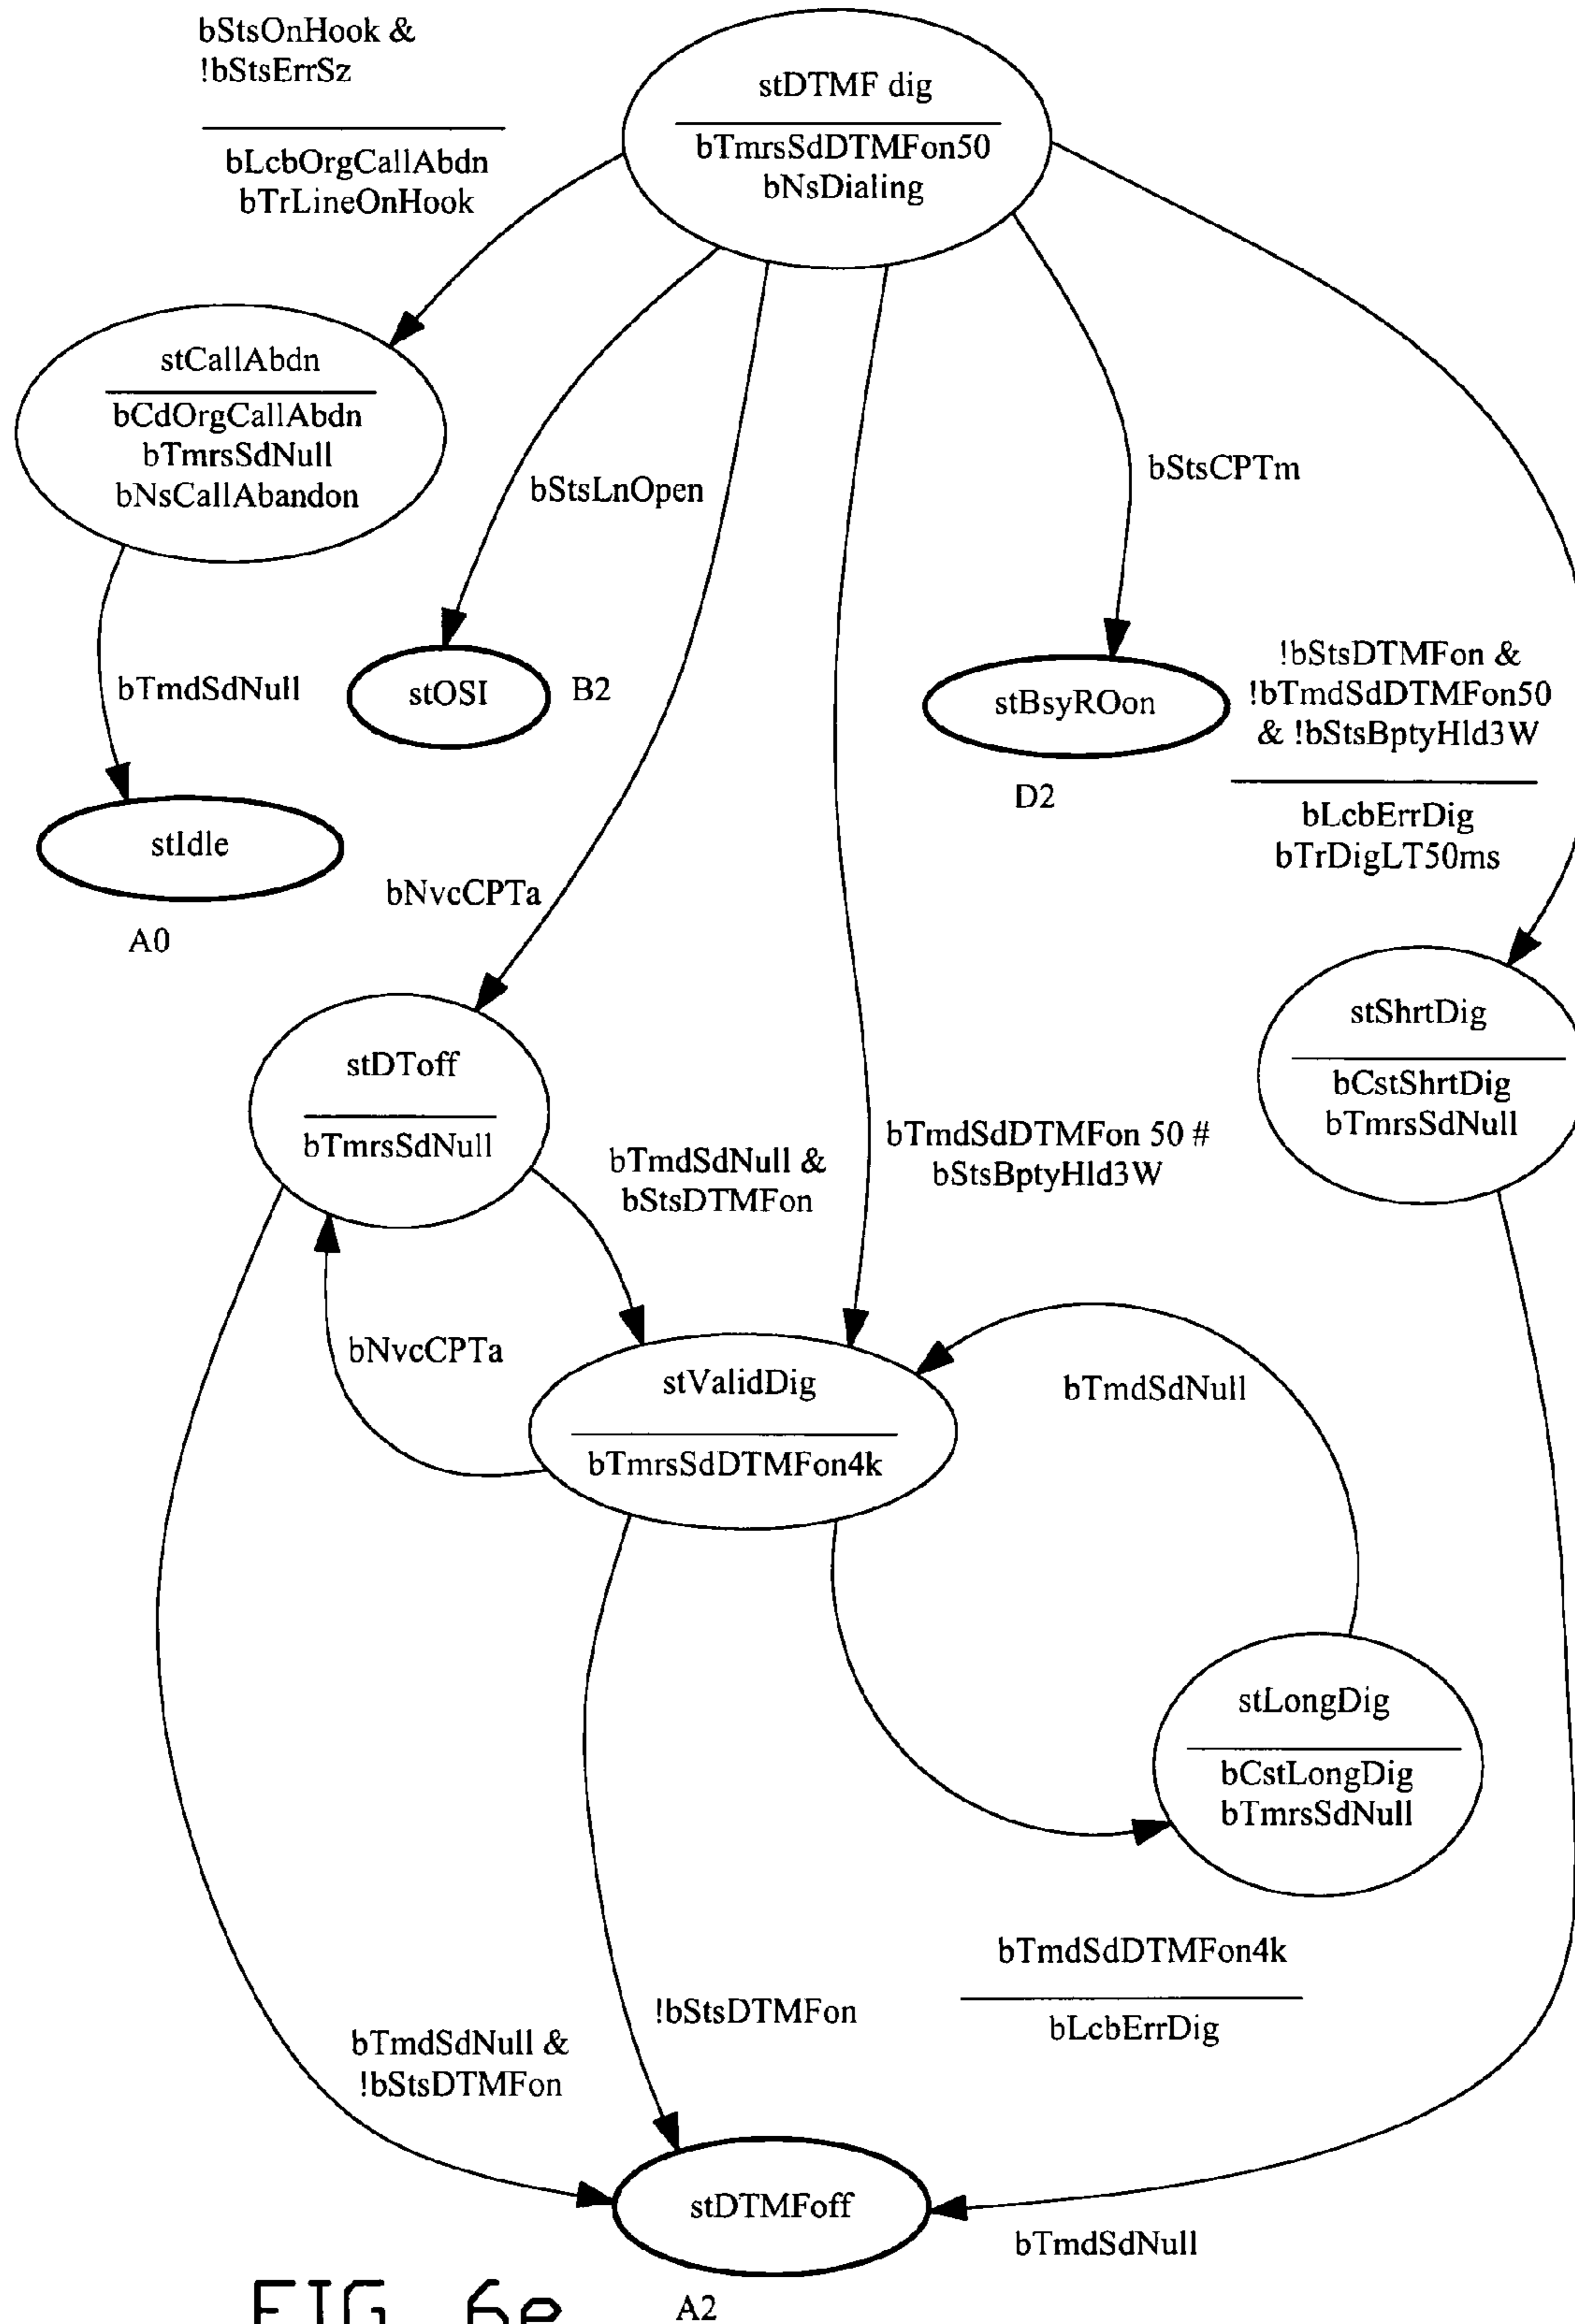 bStsOnHook &
!bStsErrSz
bLcbOrgCallAbdn
bTrLineOnHook
stDTMF dig
bTmrsSdDTMFon50
bNsDialing
stCallAbdn
bCdOrgCallAbdn
bTmrsSdNull
bNsCallAbandon
bStsLnOpen
bStsCPTm
bTmdSdNull
stOSI
B2
stBsyROon
D2
!bStsDTMFon &
!bTmdSdDTMFon50
& !bStsBptyHld3W
bLcbErrDig
bTrDigLT50ms
stIdle
A0
bNvcCPTa
stDToff
bTmrsSdNull
bTmdSdNull &
bStsDTMFon
bTmdSdDTMFon 50 #
bStsBptyHld3W
stShrtDig
bCstShrtDig
bTmrsSdNull
bNvcCPTa
stValidDig
bTmrsSdDTMFon4k
bTmdSdNull
stLongDig
bCstLongDig
bTmrsSdNull
bTmdSdDTMFon4k
bLcbErrDig
!bStsDTMFon
bTmdSdNull &
!bStsDTMFon
stDTMFoff
bTmdSdNull
A2
FIG. 6e